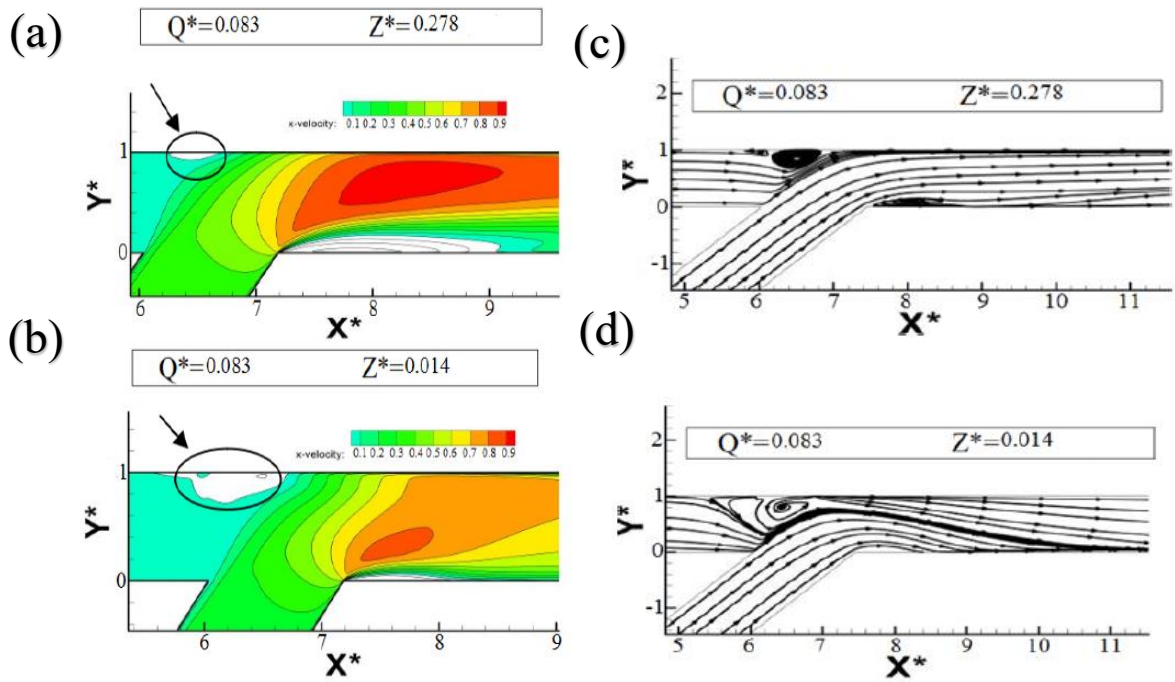 (a)
Q*=0.083 Z*=0.278
x-velocity: 0.1 0.2 0.3 0.4 0.5 0.6 0.7 0.8 0.9
1
Y*
0
6 7 8 9
X*
(b)
Q*=0.083 Z*=0.014
x-velocity: 0.1 0.2 0.3 0.4 0.5 0.6 0.7 0.8 0.9
1
Y*
0
6 7 8 9
X*
(c)
2
Q*=0.083 Z*=0.278
1
Y*
0
-1
5 6 7 8 9 10 11
X*
(d)
2
Q*=0.083 Z*=0.014
1
Y*
0
-1
5 6 7 8 9 10 11
X*